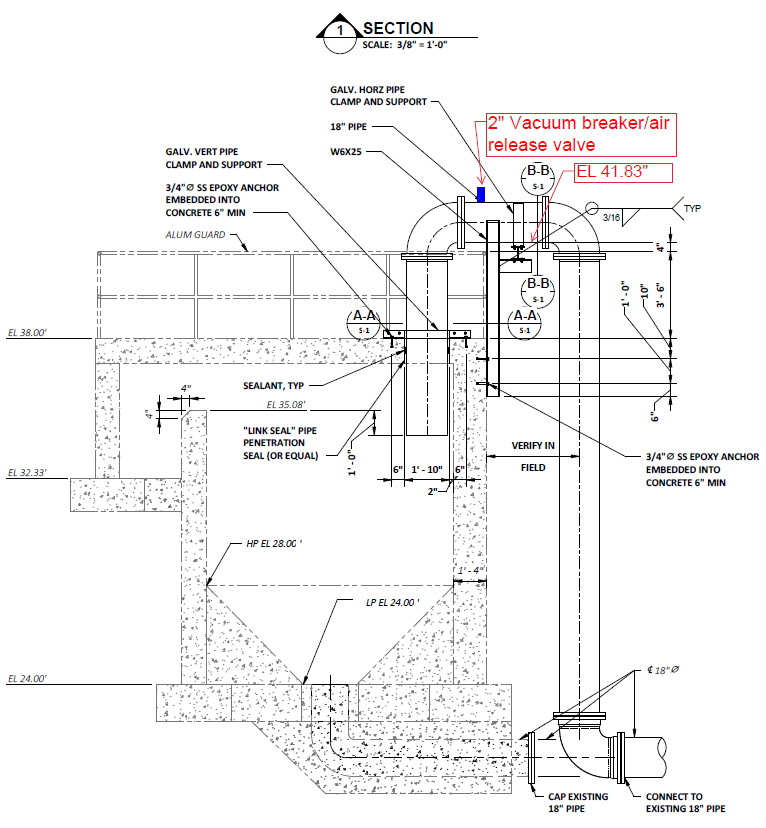 1
SECTION
SCALE: 3/8" = 1'-0"
GALV. HORZ PIPE
CLAMP AND SUPPORT
18" PIPE
W6X25
2" Vacuum breaker/air
release valve
B-B
S-1
EL 41.83"
TYP
3/16
GALV. VERT PIPE
CLAMP AND SUPPORT
3/4" Ø SS EPOXY ANCHOR
EMBEDDED INTO
CONCRETE 6" MIN
ALUM GUARD
4"
3' - 6"
10"
1' - 0"
6"
B-B
S-1
A-A
S-1
A-A
S-1
EL 38.00'
SEALANT, TYP
4"
4"
EL 35.08'
"LINK SEAL" PIPE
PENETRATION
SEAL (OR EQUAL)
1' - 0"
6"
1' - 10"
6"
2"
VERIFY IN
FIELD
3/4" Ø SS EPOXY ANCHOR
EMBEDDED INTO
CONCRETE 6" MIN
EL 32.33'
HP EL 28.00 '
1' - 4"
LP EL 24.00 '
EL 24.00'
℄ 18" Ø
CAP EXISTING
18" PIPE
CONNECT TO
EXISTING 18" PIPE